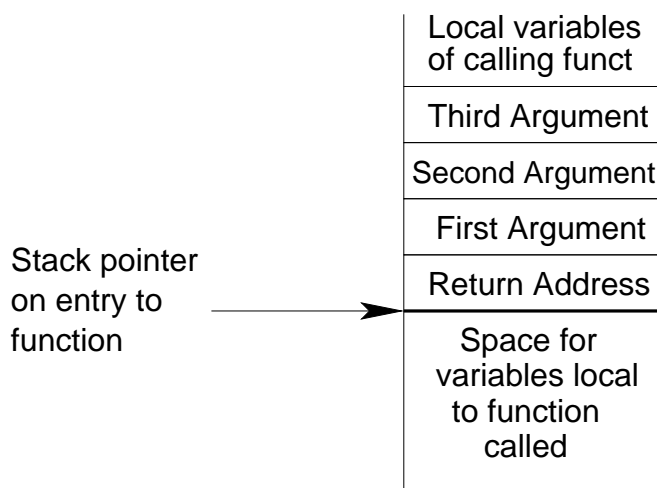 Local variables
of calling funct
Third Argument
Second Argument
First Argument
Return Address
Stack pointer
on entry to
function
Space for
variables local
to function
called